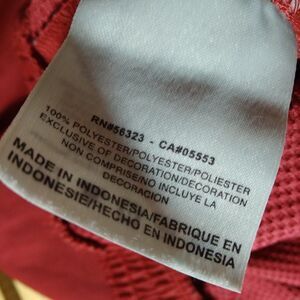 RN#56323 - CA#05553
100% POLYESTER/POLYESTER/POLIESTER
EXCLUSIVE OF DECORATION/DECORATION
NON COMPRISE/NO INCLUYE LA
DECORACION
MADE IN INDONESIA/FABRIQUE EN
INDONESIE/HECHO EN INDONESIA